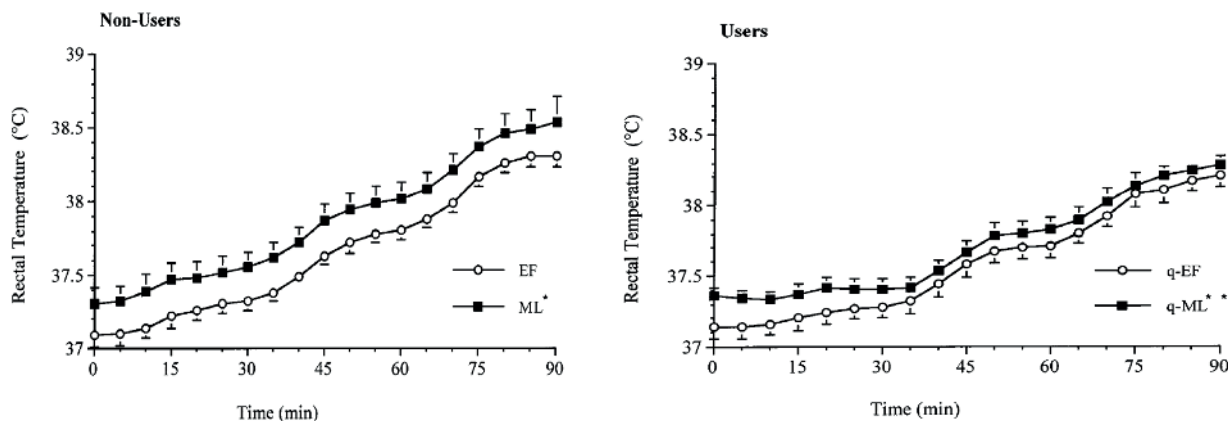 Non-Users
39
38.5
38
37.5
37
Rectal Temperature (°C)
EF
ML*
0 15 30 45 60 75 90
Time (min)
Users
39
38.5
38
37.5
37
Rectal Temperature (°C)
q-EF
q-ML* *
0 15 30 45 60 75 90
Time (min)